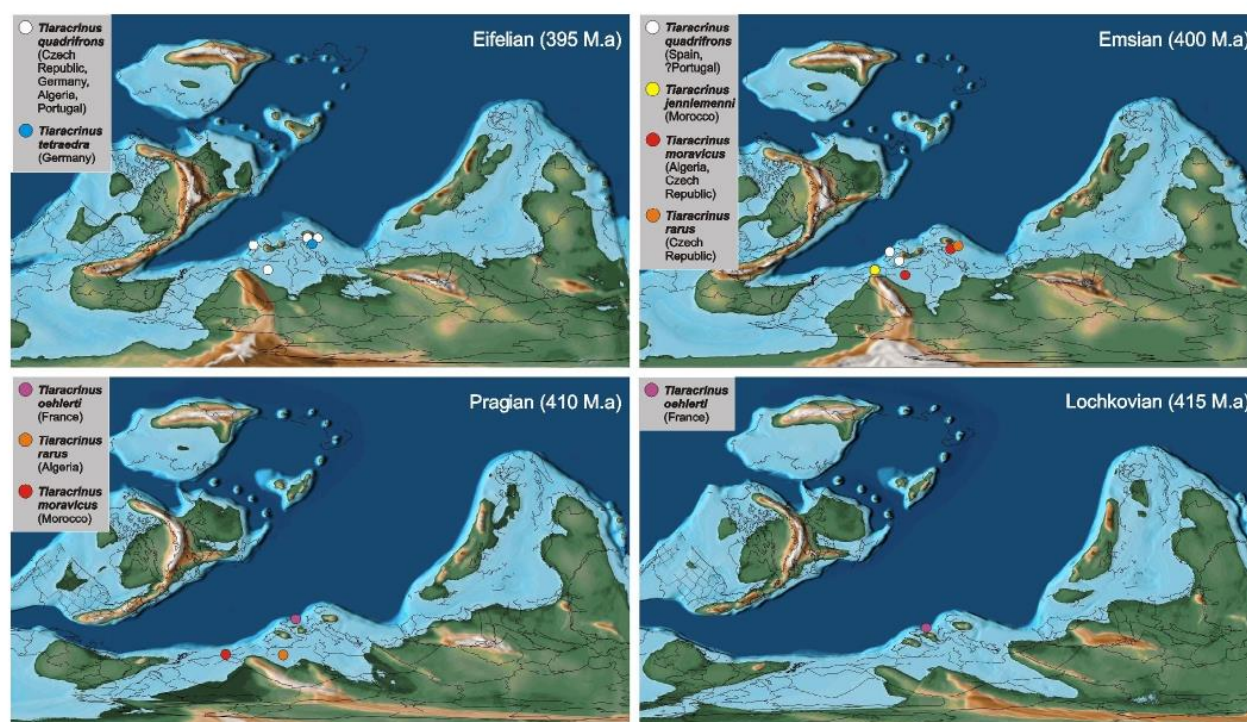 Tiaracrinus
quadrifrons
(Czech
Republic,
Germany,
Algeria,
Portugal)
Tiaracrinus
tetraedra
(Germany)
Eifelian (395 M.a)
Tiaracrinus
quadrifrons
(Spain,
?Portugal)
Tiaracrinus
jeanlemenni
(Morocco)
Tiaracrinus
moravicus
(Algeria,
Czech
Republic)
Tiaracrinus
rarus
(Czech
Republic)
Emsian (400 M.a)
Tiaracrinus
oehlerti
(France)
Tiaracrinus
rarus
(Algeria)
Tiaracrinus
moravicus
(Morocco)
Pragian (410 M.a)
Tiaracrinus
oehlerti
(France)
Lochkovian (415 M.a)